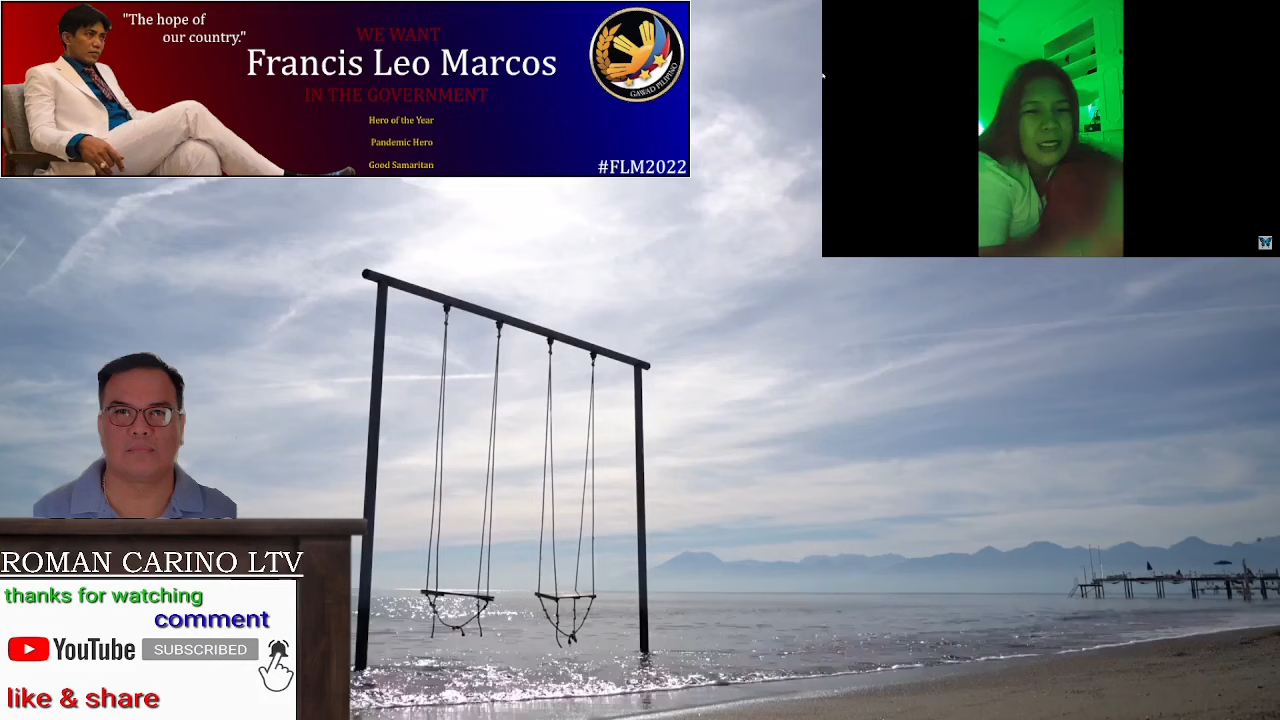 "The hope of
our country."
WE WANT
Francis Leo Marcos
IN THE GOVERNMENT
Hero of the Year
Pandemic Hero
Good Samaritan
#FLM2022
GAWAD PILIPINO
ROMAN CARINO LTV
thanks for watching
comment
YouTube SUBSCRIBED
like & share